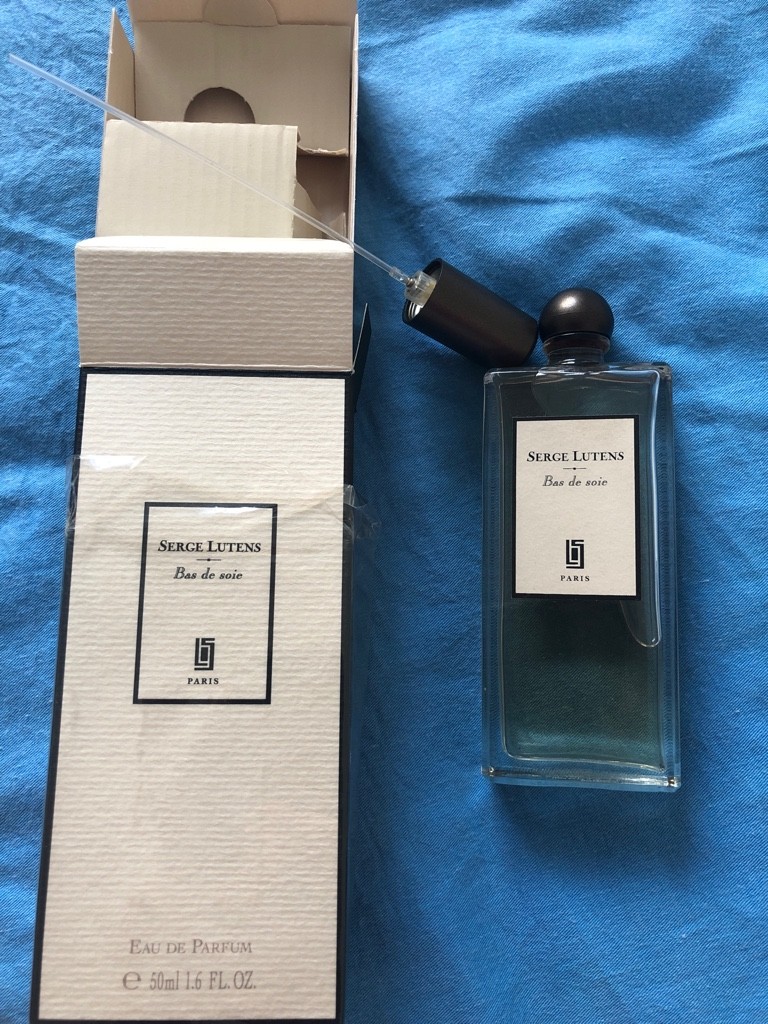 SERGE LUTENS
Bas de soie
PARIS
EAU DE PARFUM
℮ 50ml 1.6 FL.OZ.
SERGE LUTENS
Bas de soie
PARIS